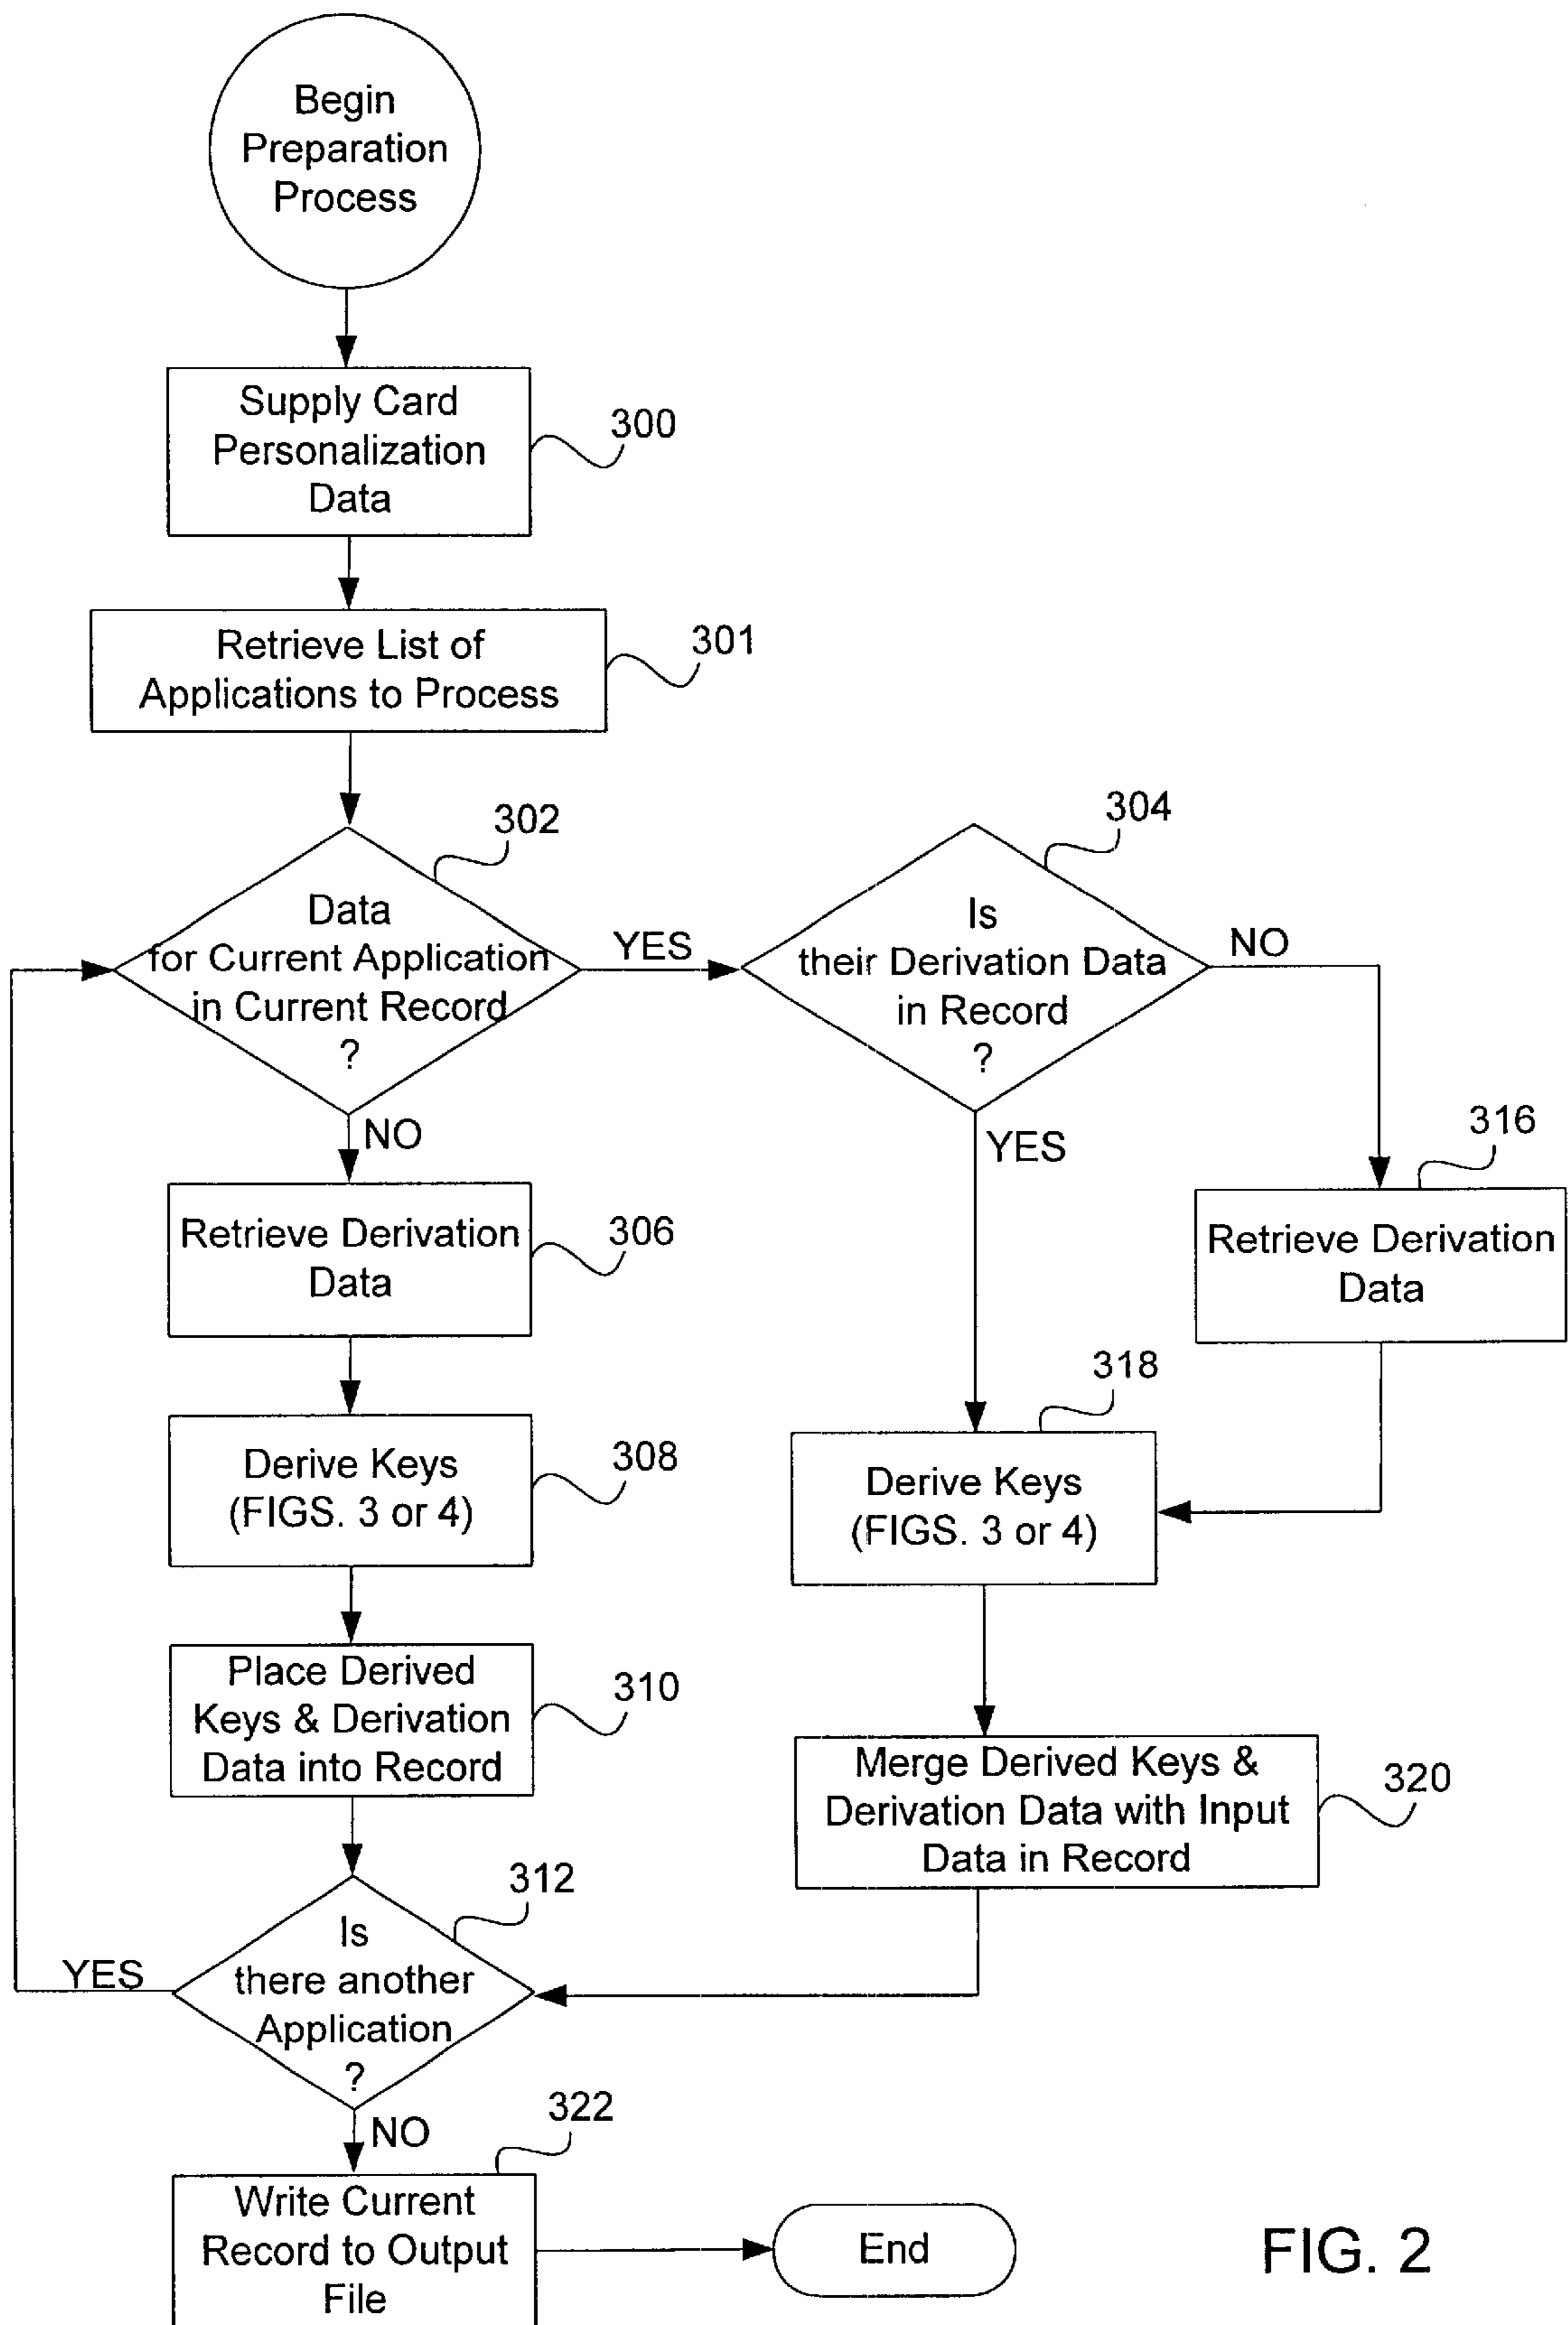 Begin
Preparation
Process
Supply Card
Personalization
Data
300
Retrieve List of
Applications to Process
301
302
Data
for Current Application
in Current Record
?
YES
304
Is
their Derivation Data
in Record
?
NO
NO
YES
316
Retrieve Derivation
Data
306
Retrieve Derivation
Data
318
Derive Keys
(FIGS. 3 or 4)
308
Derive Keys
(FIGS. 3 or 4)
Place Derived
Keys & Derivation
Data into Record
310
Merge Derived Keys &
Derivation Data with Input
Data in Record
320
312
Is
there another
Application
?
YES
NO
322
Write Current
Record to Output
File
End
FIG. 2